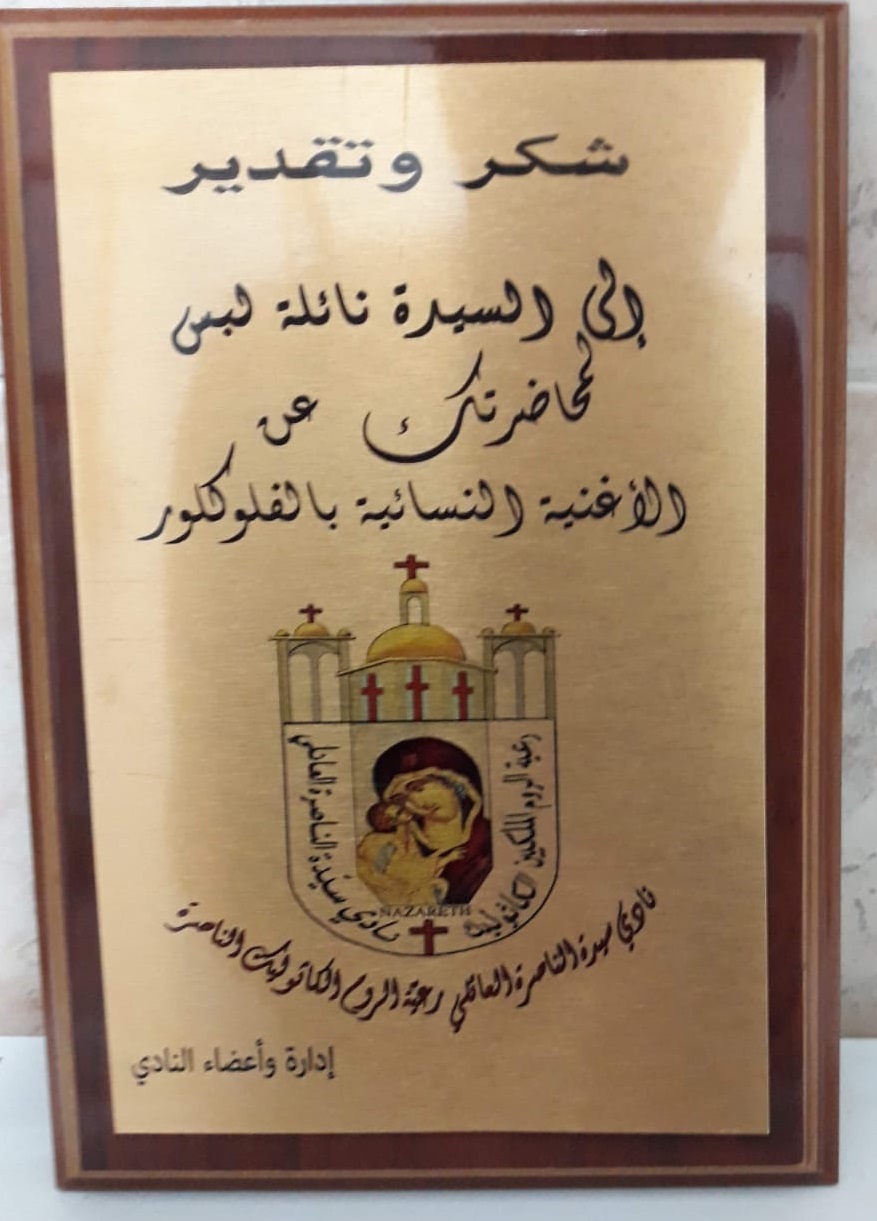 شكر وتقدير
إلى السيدة نائلة لبس
لمحاضرتك عن
الأغنية النسائية بالفلوكلور
نادي سيدة الناصرة العائلي
رعية الروم الملكيين الكاثوليك
NAZARETH
نادي سيدة الناصرة العائلي رعية الروم الكاثوليك الناصرة
إدارة وأعضاء النادي